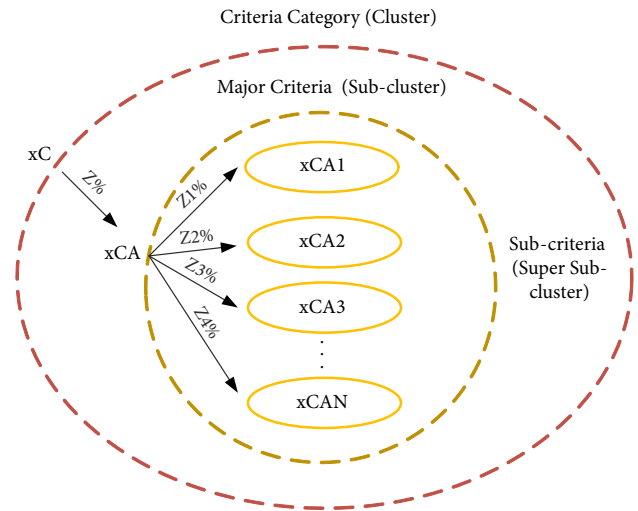 Criteria Category (Cluster)
Major Criteria (Sub-cluster)
xC
Z%
xCA
Z1%
Z2%
Z3%
Z4%
xCA1
xCA2
xCA3
xCAN
Sub-criteria
(Super Sub-
cluster)